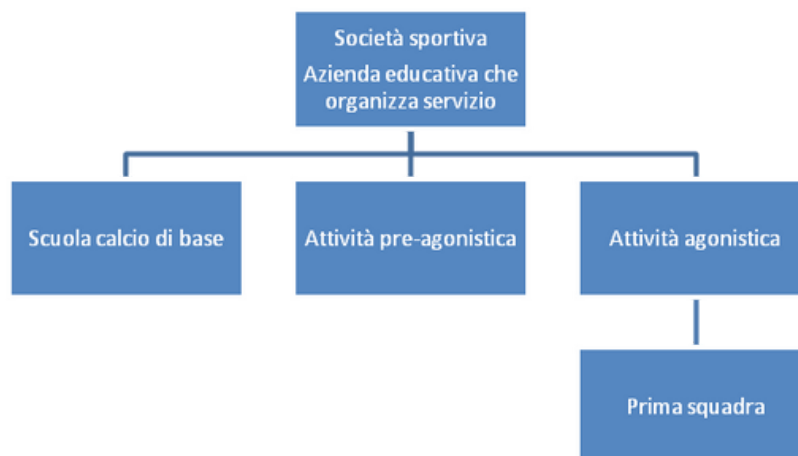 Società sportiva
Azienda educativa che
organizza servizio
Scuola calcio di base
Attività pre-agonistica
Attività agonistica
Prima squadra